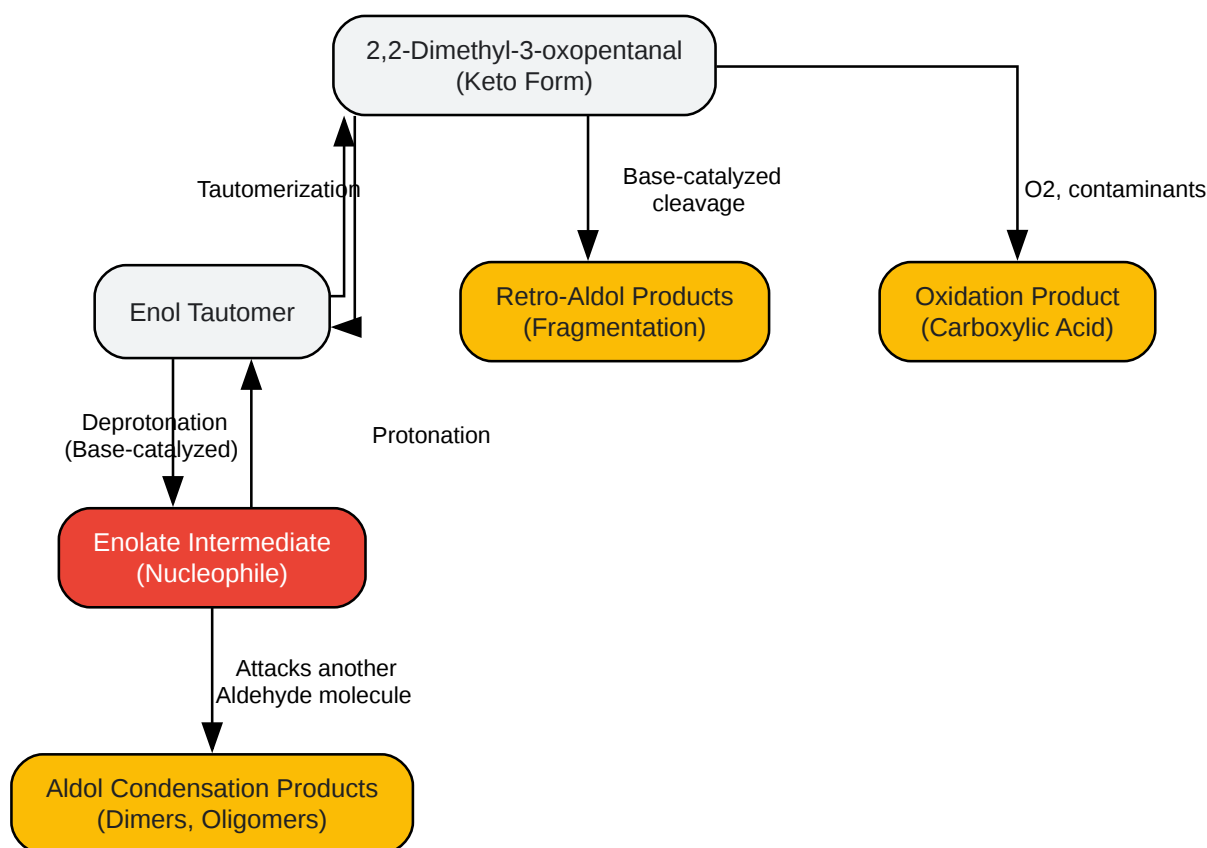 2,2-Dimethyl-3-oxopentanal
(Keto Form)
Tautomerization
Base-catalyzed
cleavage
O2, contaminants
Enol Tautomer
Retro-Aldol Products
(Fragmentation)
Oxidation Product
(Carboxylic Acid)
Deprotonation
(Base-catalyzed)
Protonation
Enolate Intermediate
(Nucleophile)
Attacks another
Aldehyde molecule
Aldol Condensation Products
(Dimers, Oligomers)